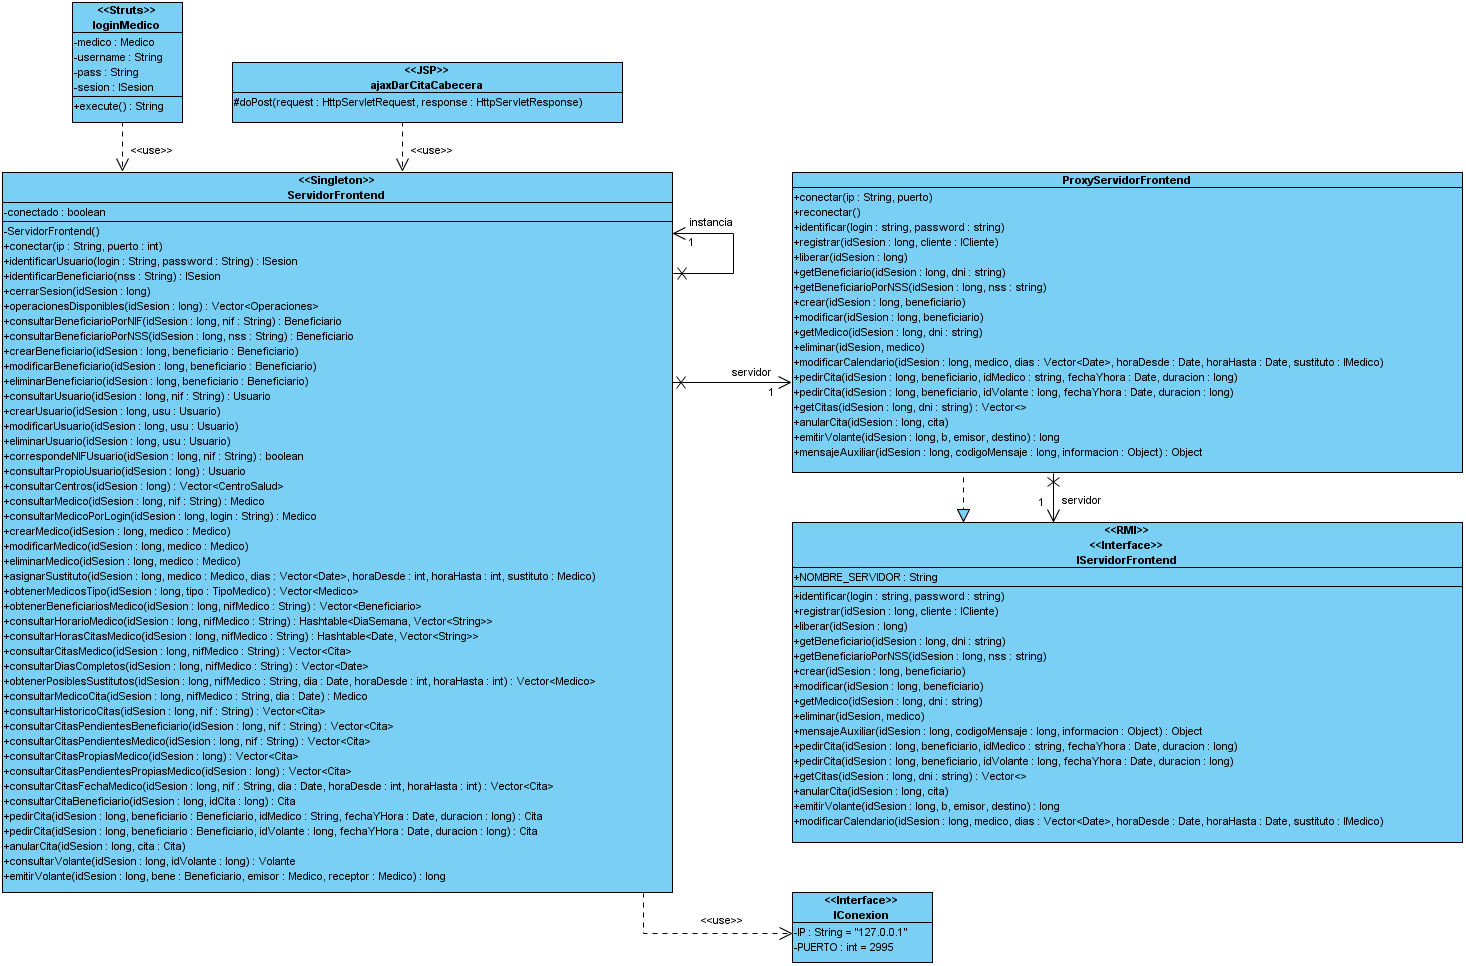 <<Struts>>
loginMedico
-medico : Medico
-username : String
-pass : String
-sesion : ISesion
+execute() : String
<<JSP>>
ajaxDarCitaCabecera
#doPost(request : HttpServletRequest, response : HttpServletResponse)
<<use>>
<<use>>
<<Singleton>>
ServidorFrontend
-conectado : boolean
-ServidorFrontend()
+conectar(ip : String, puerto : int)
+identificarUsuario(login : String, password : String) : ISesion
+identificarBeneficiario(nss : String) : ISesion
+cerrarSesion(idSesion : long)
+operacionesDisponibles(idSesion : long) : Vector<Operaciones>
+consultarBeneficiarioPorNIF(idSesion : long, nif : String) : Beneficiario
+consultarBeneficiarioPorNSS(idSesion : long, nss : String) : Beneficiario
+crearBeneficiario(idSesion : long, beneficiario : Beneficiario)
+modificarBeneficiario(idSesion : long, beneficiario : Beneficiario)
+eliminarBeneficiario(idSesion : long, beneficiario : Beneficiario)
+consultarUsuario(idSesion : long, nif : String) : Usuario
+crearUsuario(idSesion : long, usu : Usuario)
+modificarUsuario(idSesion : long, usu : Usuario)
+eliminarUsuario(idSesion : long, usu : Usuario)
+correspondeNIFUsuario(idSesion : long, nif : String) : boolean
+consultarPropioUsuario(idSesion : long) : Usuario
+consultarCentros(idSesion : long) : Vector<CentroSalud>
+consultarMedico(idSesion : long, nif : String) : Medico
+consultarMedicoPorLogin(idSesion : long, login : String) : Medico
+crearMedico(idSesion : long, medico : Medico)
+modificarMedico(idSesion : long, medico : Medico)
+eliminarMedico(idSesion : long, medico : Medico)
+asignarSustituto(idSesion : long, medico : Medico, dias : Vector<Date>, horaDesde : int, horaHasta : int, sustituto : Medico)
+obtenerMedicosTipo(idSesion : long, tipo : TipoMedico) : Vector<Medico>
+obtenerBeneficiariosMedico(idSesion : long, nifMedico : String) : Vector<Beneficiario>
+consultarHorarioMedico(idSesion : long, nifMedico : String) : Hashtable<DiaSemana, Vector<String>>
+consultarHorasCitasMedico(idSesion : long, nifMedico : String) : Hashtable<Date, Vector<String>>
+consultarCitasMedico(idSesion : long, nifMedico : String) : Vector<Cita>
+consultarDiasCompletos(idSesion : long, nifMedico : String) : Vector<Date>
+obtenerPosiblesSustitutos(idSesion : long, nifMedico : String, dia : Date, horaDesde : int, horaHasta : int) : Vector<Medico>
+consultarMedicoCita(idSesion : long, nifMedico : String, dia : Date) : Medico
+consultarHistoricoCitas(idSesion : long, nif : String) : Vector<Cita>
+consultarCitasPendientesBeneficiario(idSesion : long, nif : String) : Vector<Cita>
+consultarCitasPendientesMedico(idSesion : long, nif : String) : Vector<Cita>
+consultarCitasPropiasMedico(idSesion : long) : Vector<Cita>
+consultarCitasPendientesPropiasMedico(idSesion : long) : Vector<Cita>
+consultarCitasFechaMedico(idSesion : long, nif : String, dia : Date, horaDesde : int, horaHasta : int) : Vector<Cita>
+consultarCitaBeneficiario(idSesion : long, idCita : long) : Cita
+pedirCita(idSesion : long, beneficiario : Beneficiario, idMedico : String, fechaYHora : Date, duracion : long) : Cita
+pedirCita(idSesion : long, beneficiario : Beneficiario, idVolante : long, fechaYHora : Date, duracion : long) : Cita
+anularCita(idSesion : long, cita : Cita)
+consultarVolante(idSesion : long, idVolante : long) : Volante
+emitirVolante(idSesion : long, bene : Beneficiario, emisor : Medico, receptor : Medico) : long
instancia
1
servidor
1
ProxyServidorFrontend
+conectar(ip : String, puerto)
+reconectar()
+identificar(login : string, password : string)
+registrar(idSesion : long, cliente : ICliente)
+liberar(idSesion : long)
+getBeneficiario(idSesion : long, dni : string)
+getBeneficiarioPorNSS(idSesion : long, nss : string)
+crear(idSesion : long, beneficiario)
+modificar(idSesion : long, beneficiario)
+getMedico(idSesion : long, dni : string)
+eliminar(idSesion, medico)
+modificarCalendario(idSesion : long, medico, dias : Vector<Date>, horaDesde : Date, horaHasta : Date, sustituto : IMedico)
+pedirCita(idSesion : long, beneficiario, idMedico : string, fechaYhora : Date, duracion : long)
+pedirCita(idSesion : long, beneficiario, idVolante : long, fechaYhora : Date, duracion : long)
+getCitas(idSesion : long, dni : string) : Vector<>
+anularCita(idSesion : long, cita)
+emitirVolante(idSesion : long, b, emisor, destino) : long
+mensajeAuxiliar(idSesion : long, codigoMensaje : long, informacion : Object) : Object
1
servidor
<<RMI>>
<<Interface>>
IServidorFrontend
+NOMBRE_SERVIDOR : String
+identificar(login : string, password : string)
+registrar(idSesion : long, cliente : ICliente)
+liberar(idSesion : long)
+getBeneficiario(idSesion : long, dni : string)
+getBeneficiarioPorNSS(idSesion : long, nss : string)
+crear(idSesion : long, beneficiario)
+modificar(idSesion : long, beneficiario)
+getMedico(idSesion : long, dni : string)
+eliminar(idSesion, medico)
+mensajeAuxiliar(idSesion : long, codigoMensaje : long, informacion : Object) : Object
+pedirCita(idSesion : long, beneficiario, idMedico : string, fechaYhora : Date, duracion : long)
+pedirCita(idSesion : long, beneficiario, idVolante : long, fechaYhora : Date, duracion : long)
+getCitas(idSesion : long, dni : string) : Vector<>
+anularCita(idSesion : long, cita)
+emitirVolante(idSesion : long, b, emisor, destino) : long
+modificarCalendario(idSesion : long, medico, dias : Vector<Date>, horaDesde : Date, horaHasta : Date, sustituto : IMedico)
<<use>>
<<Interface>>
IConexion
-IP : String = "127.0.0.1"
-PUERTO : int = 2995